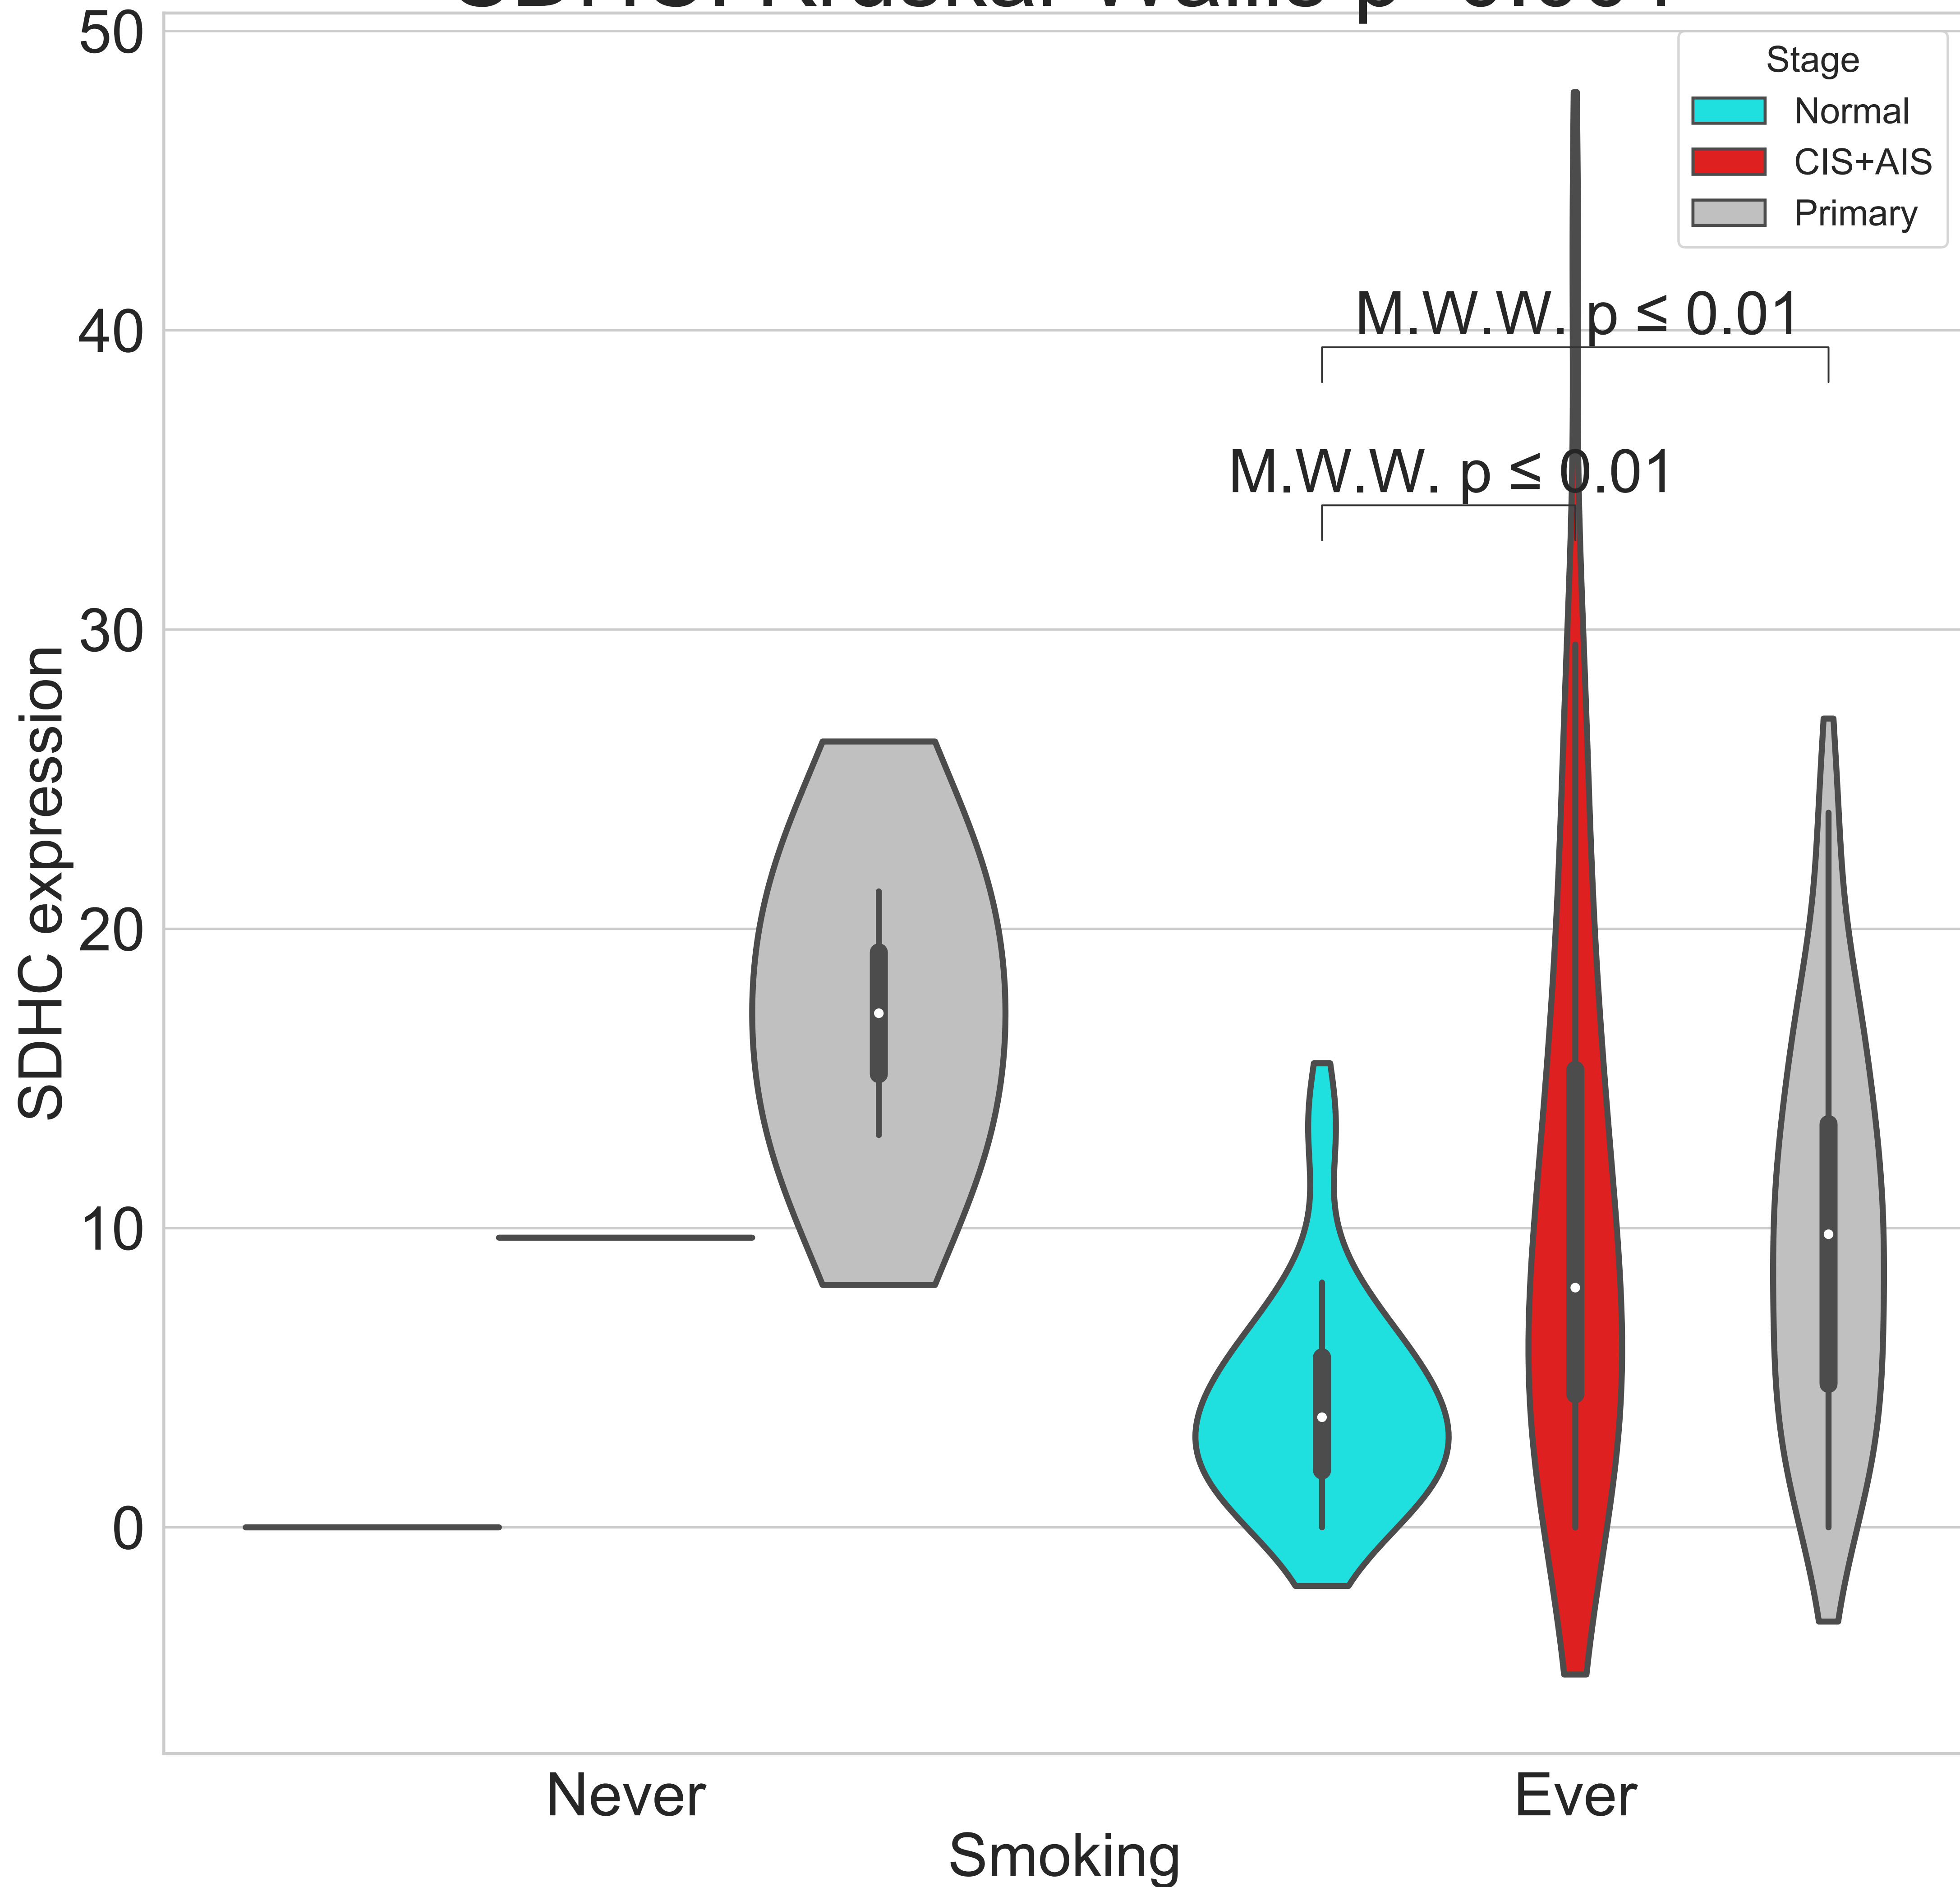 50
40
30
20
10
0
SDHC expression
Stage
Normal
CIS+AIS
Primary
M.W.W. p ≤ 0.01
M.W.W. p ≤ 0.01
Never
Ever
Smoking